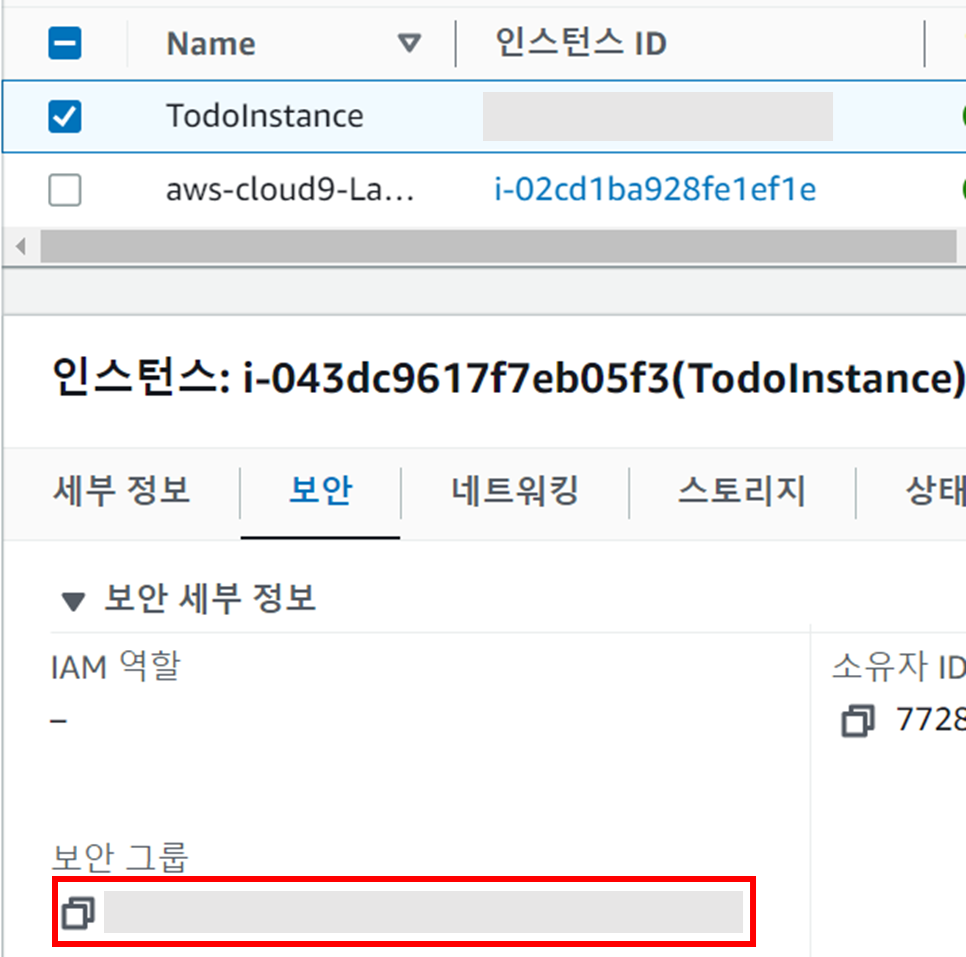 Name 인스턴스 ID
TodoInstance
aws-cloud9-La... i-02cd1ba928fe1ef1e
인스턴스: i-043dc9617f7eb05f3(TodoInstance)
세부 정보 보안 네트워킹 스토리지 상태
보안 세부 정보
IAM 역할 소유자 ID
– 7728
보안 그룹